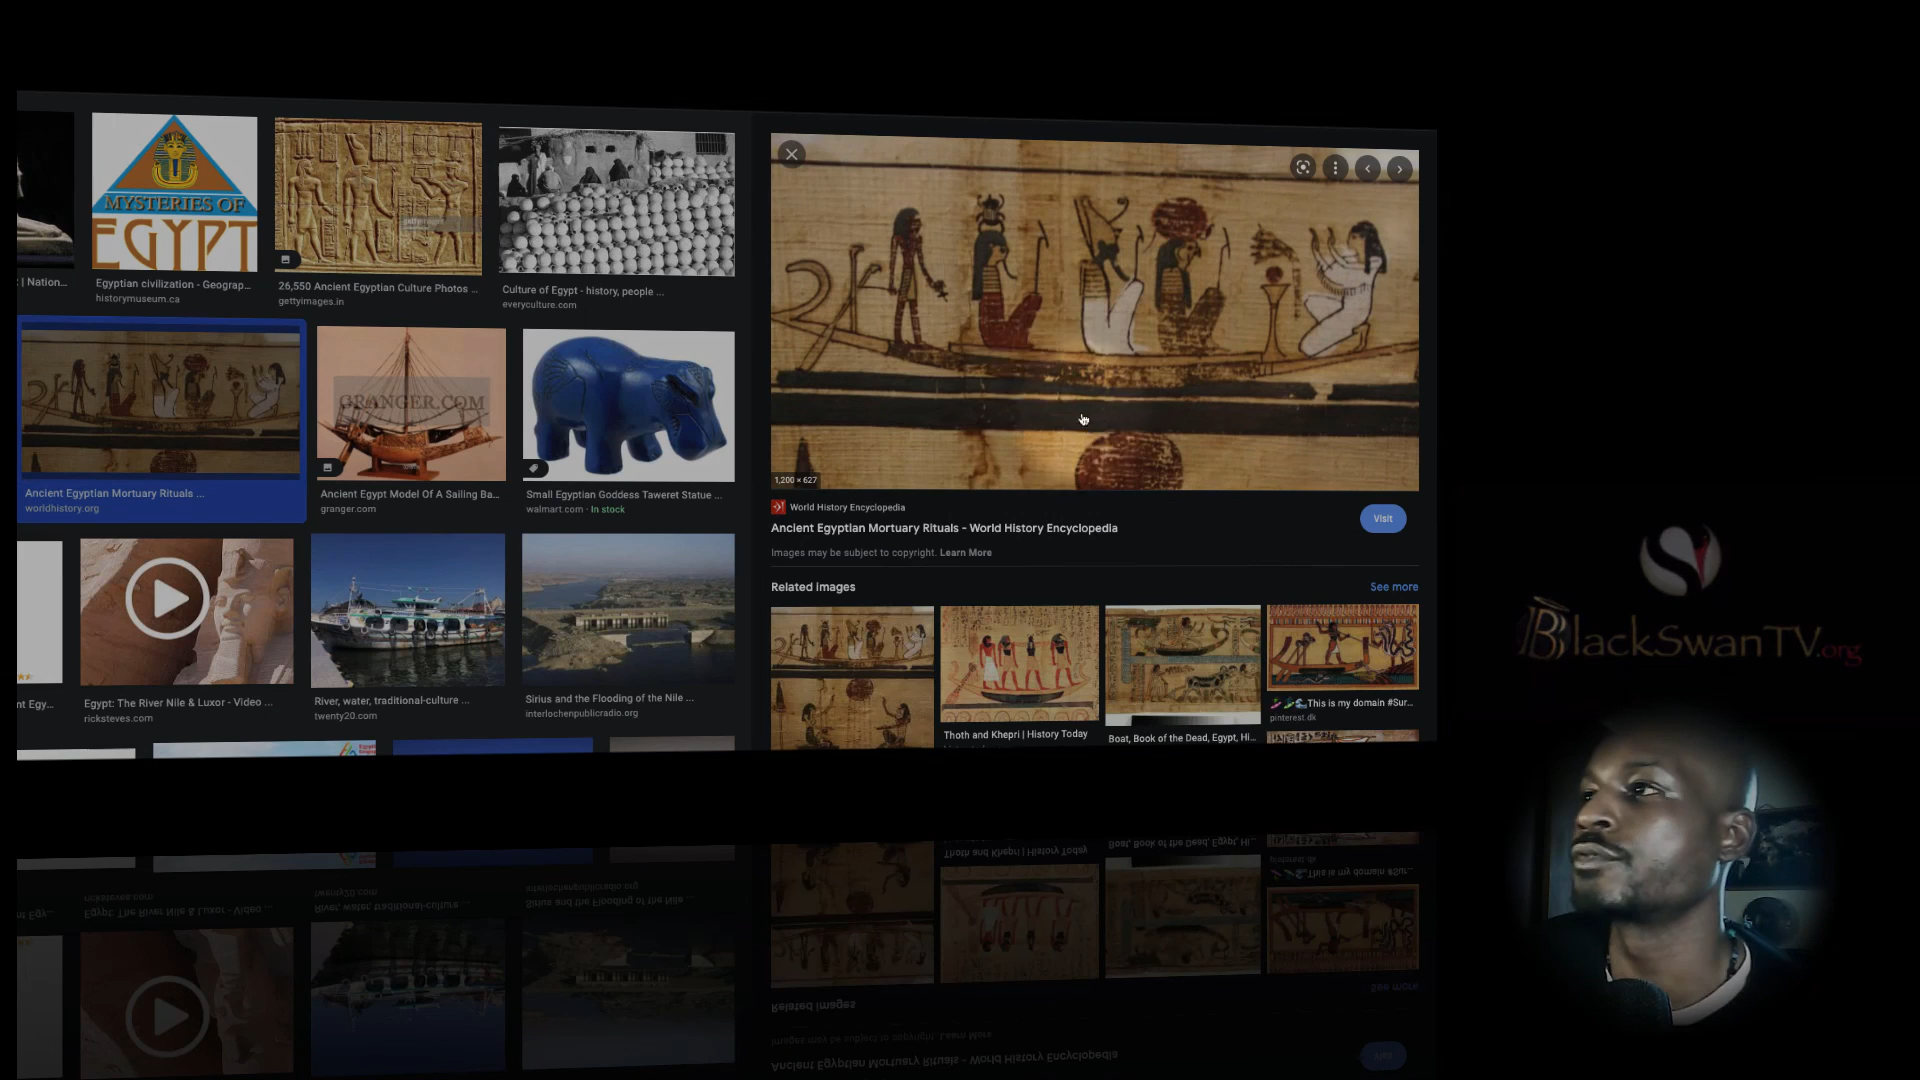 MYSTERIES OF
EGYPT
| Nation...
Egyptian civilization - Geograp...
historymuseum.ca
26,550 Ancient Egyptian Culture Photos ...
gettyimages.in
Culture of Egypt - history, people ...
everyculture.com
Ancient Egyptian Mortuary Rituals ...
worldhistory.org
GRANGER.COM
Ancient Egypt Model Of A Sailing Ba...
granger.com
Small Egyptian Goddess Taweret Statue ...
walmart.com · In stock
nt Egy...
Egypt: The River Nile & Luxor - Video ...
ricksteves.com
River, water, traditional-culture ...
twenty20.com
Sirius and the Flooding of the Nile ...
interlochenpublicradio.org
1,200 × 627
World History Encyclopedia
Ancient Egyptian Mortuary Rituals - World History Encyclopedia
Visit
Images may be subject to copyright. Learn More
Related images
See more
Thoth and Khepri | History Today
Boat, Book of the Dead, Egypt, Hi...
This is my domain #Sur...
pinterest.dk
BlackSwanTV.org